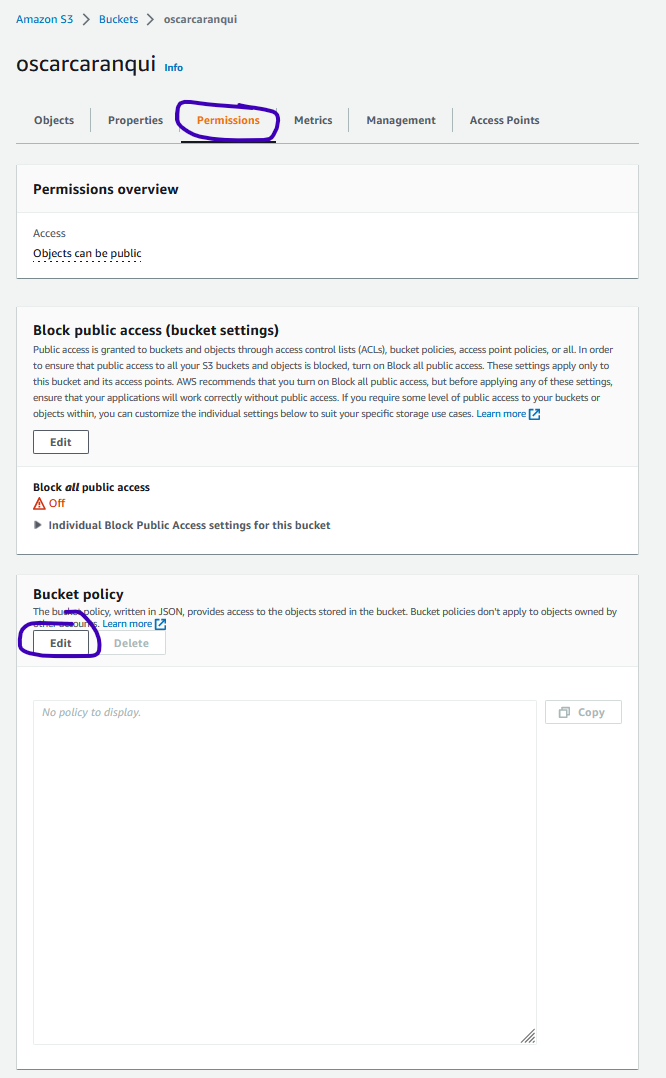 Amazon S3 > Buckets > oscarcaranqui
oscarcaranqui Info
Objects Properties Permissions Metrics Management Access Points
Permissions overview
Access
Objects can be public
Block public access (bucket settings)
Public access is granted to buckets and objects through access control lists (ACLs), bucket policies, access point policies, or all. In order
to ensure that public access to all your S3 buckets and objects is blocked, turn on Block all public access. These settings apply only to
this bucket and its access points. AWS recommends that you turn on Block all public access, but before applying any of these settings,
ensure that your applications will work correctly without public access. If you require some level of public access to your buckets or
objects within, you can customize the individual settings below to suit your specific storage use cases. Learn more
Edit
Block all public access
Off
Individual Block Public Access settings for this bucket
Bucket policy
The bucket policy, written in JSON, provides access to the objects stored in the bucket. Bucket policies don't apply to objects owned by
other accounts. Learn more
Edit Delete
No policy to display.
Copy